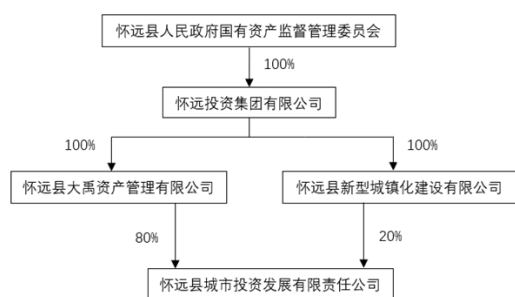 怀远县人民政府国有资产监督管理委员会
100%
怀远投资集团有限公司
100%
100%
怀远县大禹资产管理有限公司
怀远县新型城镇化建设有限公司
80%
20%
怀远县城市投资发展有限责任公司